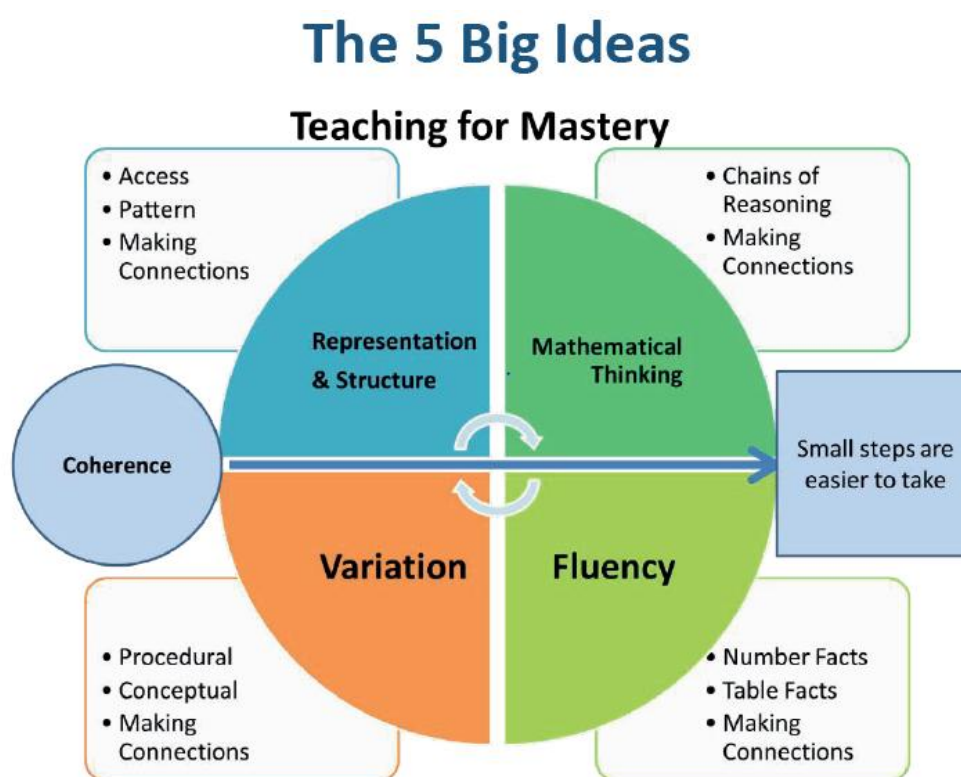 The 5 Big Ideas
Teaching for Mastery
• Access
• Pattern
• Making
Connections
• Chains of
Reasoning
• Making
Connections
Representation
& Structure
Mathematical
Thinking
Coherence
Small steps are
easier to take
Variation
Fluency
• Procedural
• Conceptual
• Making
Connections
• Number Facts
• Table Facts
• Making
Connections